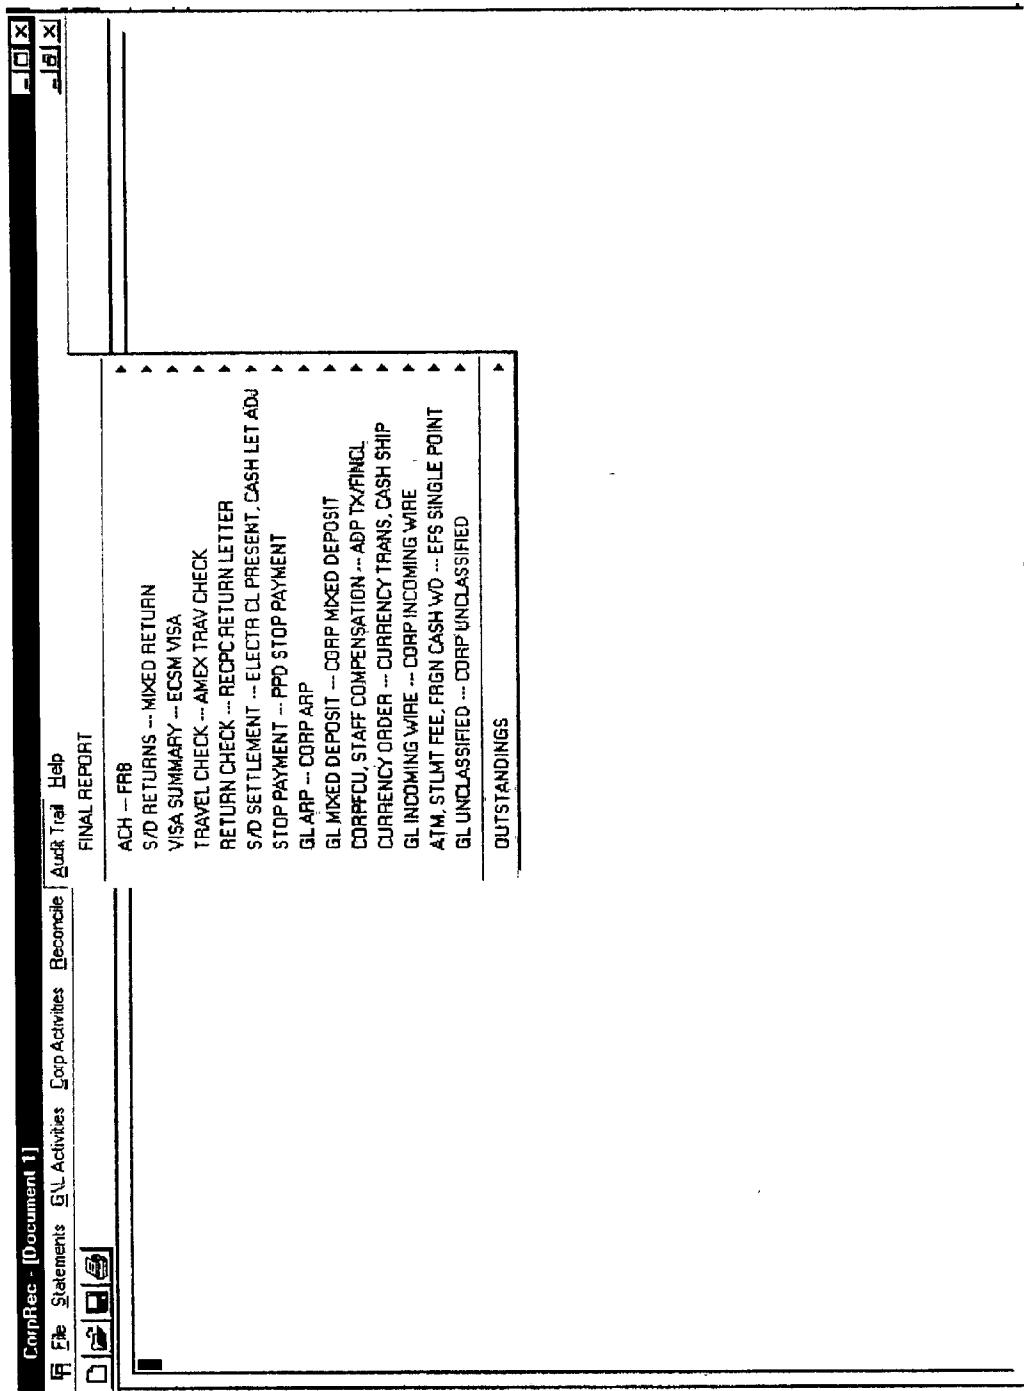 CorpRec - [Document 1]
File Statements G\L Activities Corp Activities Reconcile Audit Trail Help
FINAL REPORT
ACH -- FRB
S/D RETURNS -- MIXED RETURN
VISA SUMMARY -- ECSM VISA
TRAVEL CHECK -- AMEX TRAV CHECK
RETURN CHECK -- RECPC RETURN LETTER
S/D SETTLEMENT -- ELECTR CL PRESENT, CASH LET ADJ
STOP PAYMENT -- PPD STOP PAYMENT
GL ARP -- CORP ARP
GL MIXED DEPOSIT -- CORP MIXED DEPOSIT
CORPFCU, STAFF COMPENSATION -- ADP TX/FINCL
CURRENCY ORDER -- CURRENCY TRANS, CASH SHIP
GL INCOMING WIRE -- CORP INCOMING WIRE
ATM, STLMT FEE, FRGN CASH WD -- EFS SINGLE POINT
GL UNCLASSIFIED -- CORP UNCLASSIFIED
OUTSTANDINGS